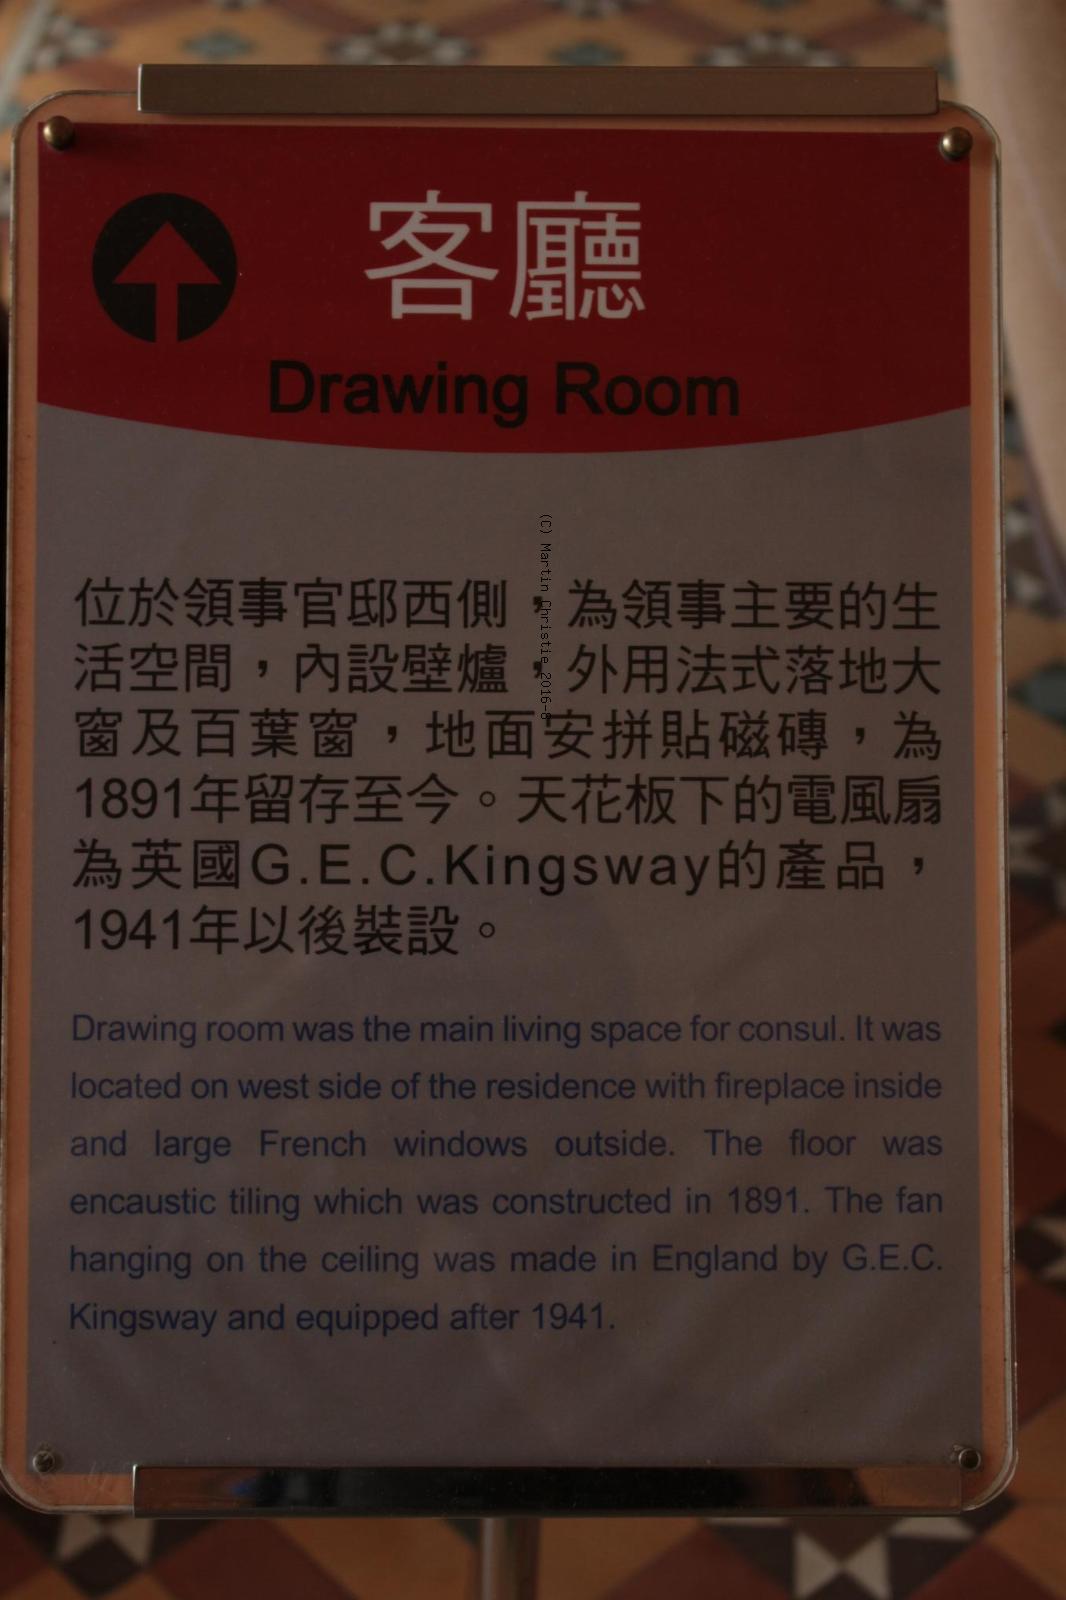 客廳
Drawing Room
位於領事官邸西側，為領事主要的生
活空間，內設壁爐，外用法式落地大
窗及百葉窗，地面安拼貼磁磚，為
1891年留存至今。天花板下的電風扇
為英國G.E.C.Kingsway的產品，
1941年以後裝設。
Drawing room was the main living space for consul. It was
located on west side of the residence with fireplace inside
and large French windows outside. The floor was
encaustic tiling which was constructed in 1891. The fan
hanging on the ceiling was made in England by G.E.C.
Kingsway and equipped after 1941.
(C) Martin Christie 2016-8